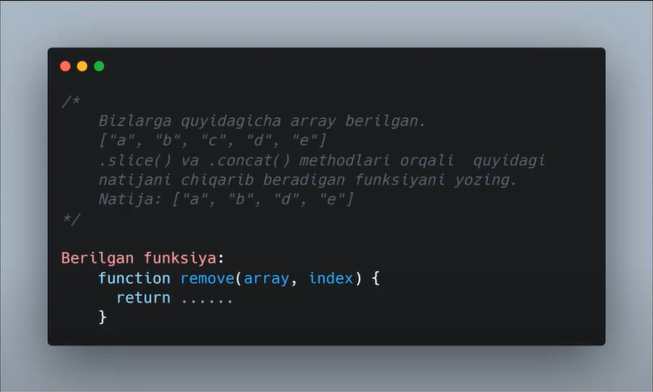 /*
Bizlarga quyidagicha array berilgan.
["a", "b", "c", "d", "e"]
.slice() va .concat() methodlari orqali  quyidagi
natijani chiqarib beradigan funksiyani yozing.
Natija: ["a", "b", "d", "e"]
*/
Berilgan funksiya:
function remove(array, index) {
return ......
}